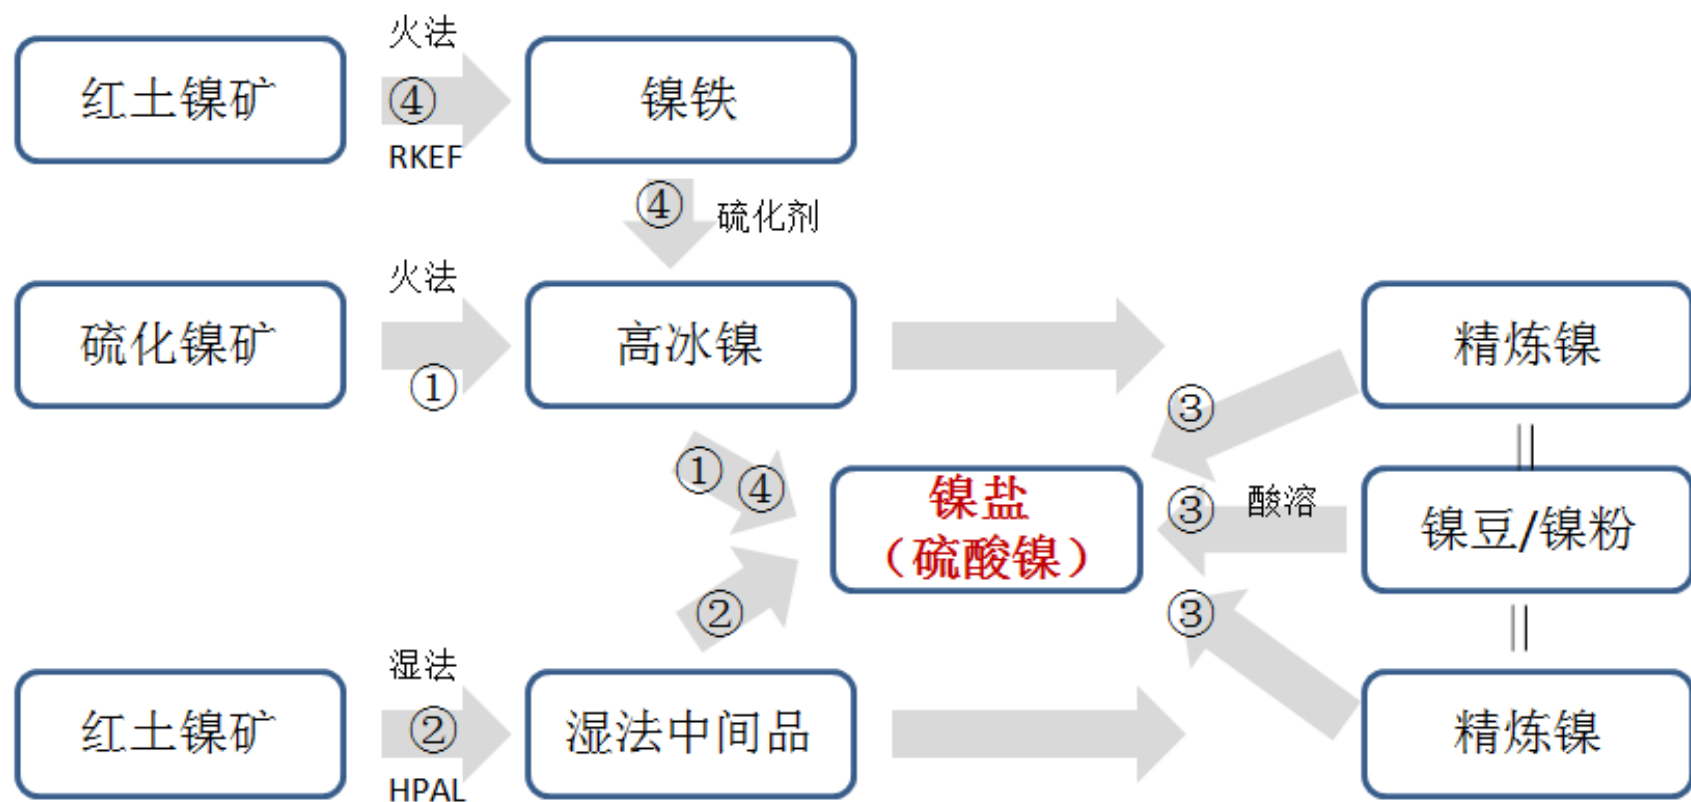 火法
红土镍矿
④
镍铁
RKEF
④
硫化剂
火法
硫化镍矿
高冰镍
精炼镍
①
③
①
④
镍盐
（硫酸镍）
③
酸溶
镍豆/镍粉
②
③
湿法
红土镍矿
②
湿法中间品
精炼镍
HPAL